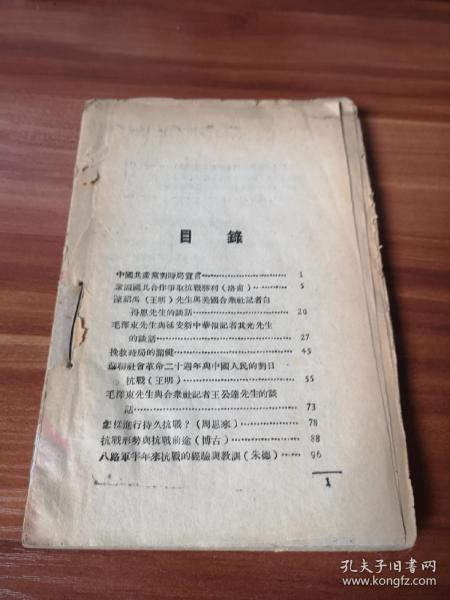 目錄
中國共產黨對時局宣言 1
鞏固國共合作爭取抗戰勝利（洛甫） 5
陳紹禹（王明）先生與美國合衆社記者白
得恩先生的談話 20
毛澤東先生與延安新中華報記者其光先生
的談話 27
挽救時局的關鍵 45
蘇聯社會革命二十週年與中國人民的對日
抗戰（王明） 55
毛澤東先生與合衆社記者王公達先生的談
話 73
怎樣進行持久抗戰？（周恩來） 78
抗戰形勢與抗戰前途（博古） 88
八路軍半年來抗戰的經驗與教訓（朱德） 96
1
孔夫子旧书网
www.kongfz.com